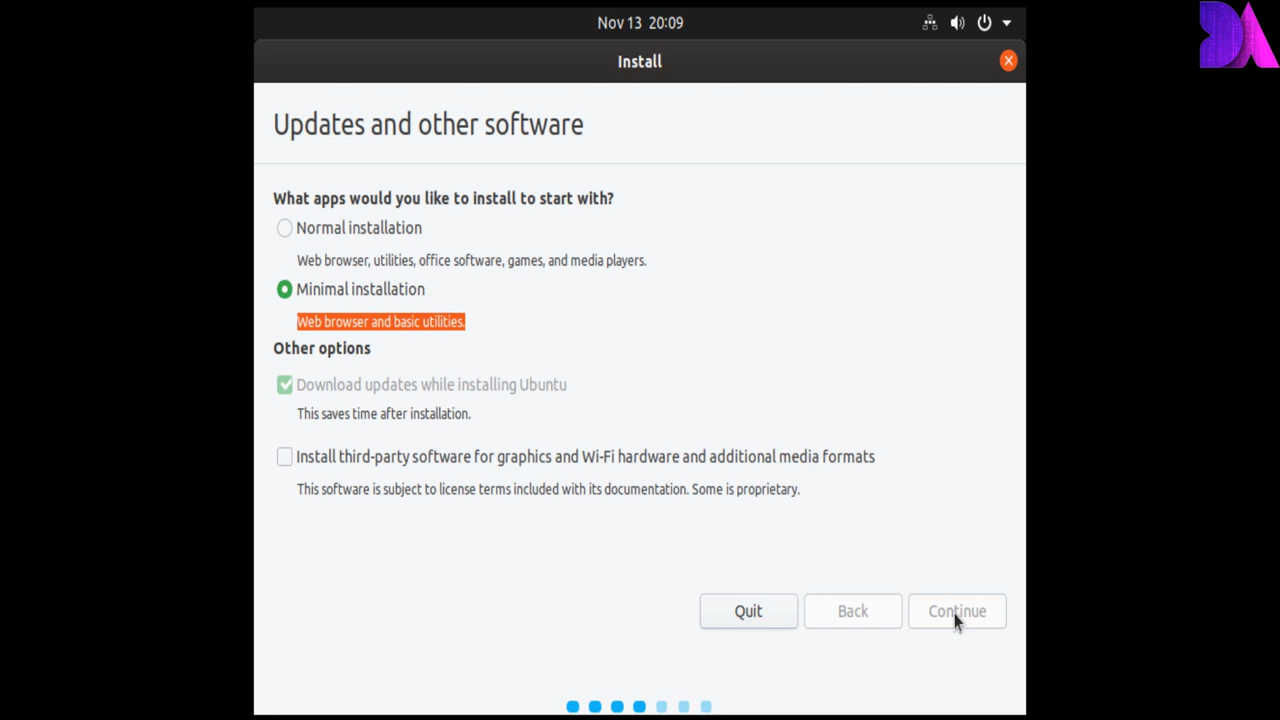 Nov 13 20:09
Install
Updates and other software
What apps would you like to install to start with?
Normal installation
Web browser, utilities, office software, games, and media players.
Minimal installation
Web browser and basic utilities.
Other options
Download updates while installing Ubuntu
This saves time after installation.
Install third-party software for graphics and Wi-Fi hardware and additional media formats
This software is subject to license terms included with its documentation. Some is proprietary.
Quit
Back
Continue